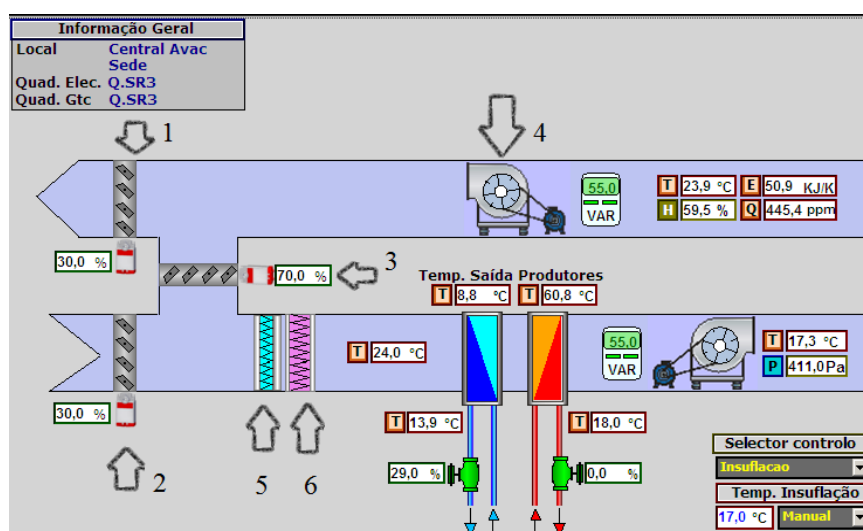 Informação Geral
Local Central Avac
Sede
Quad. Elec. Q.SR3
Quad. Gtc Q.SR3
1
4
55.0
VAR
T 23,9 °C E 50,9 KJ/K
H 59,5 % Q 445,4 ppm
30,0 %
70,0 %
3
Temp. Saída Produtores
T 8,8 °C T 60,8 °C
T 24,0 °C
55.0
VAR
T 17,3 °C
P 411,0 Pa
30,0 %
2
5
6
T 13,9 °C
T 18,0 °C
29,0 %
0,0 %
Selector controlo
Insuflacao
Temp. Insuflação
17,0 °C Manual